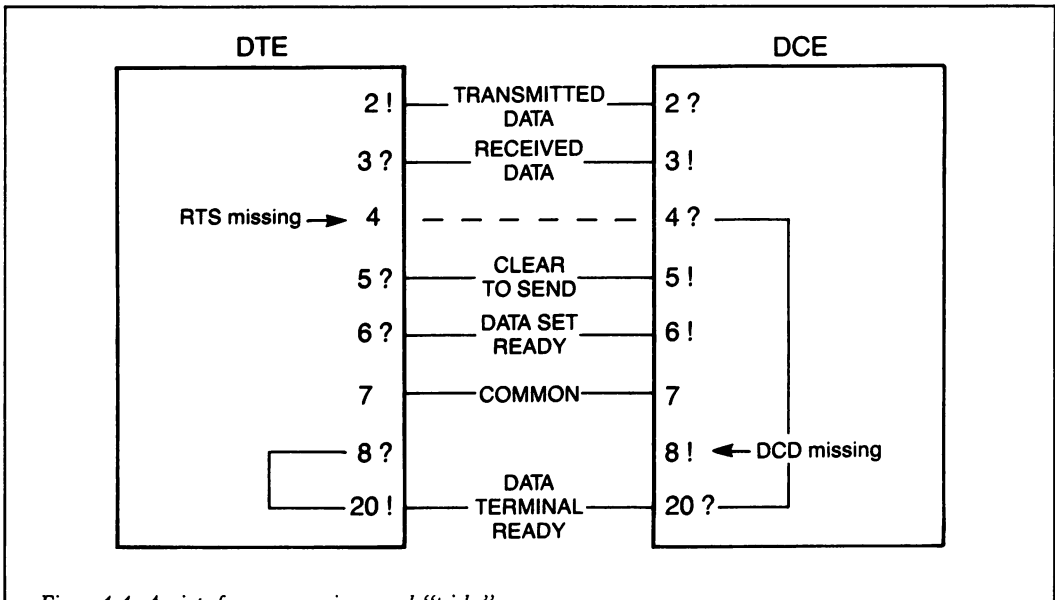 DTE DCE
2 ! TRANSMITTED 2 ?
DATA
3 ? RECEIVED 3 !
DATA
RTS missing 4 4 ?
5 ? CLEAR 5 !
TO SEND
6 ? DATA SET 6 !
READY
7 COMMON 7
8 ? 8 ! DCD missing
DATA
20 ! TERMINAL 20 ?
READY